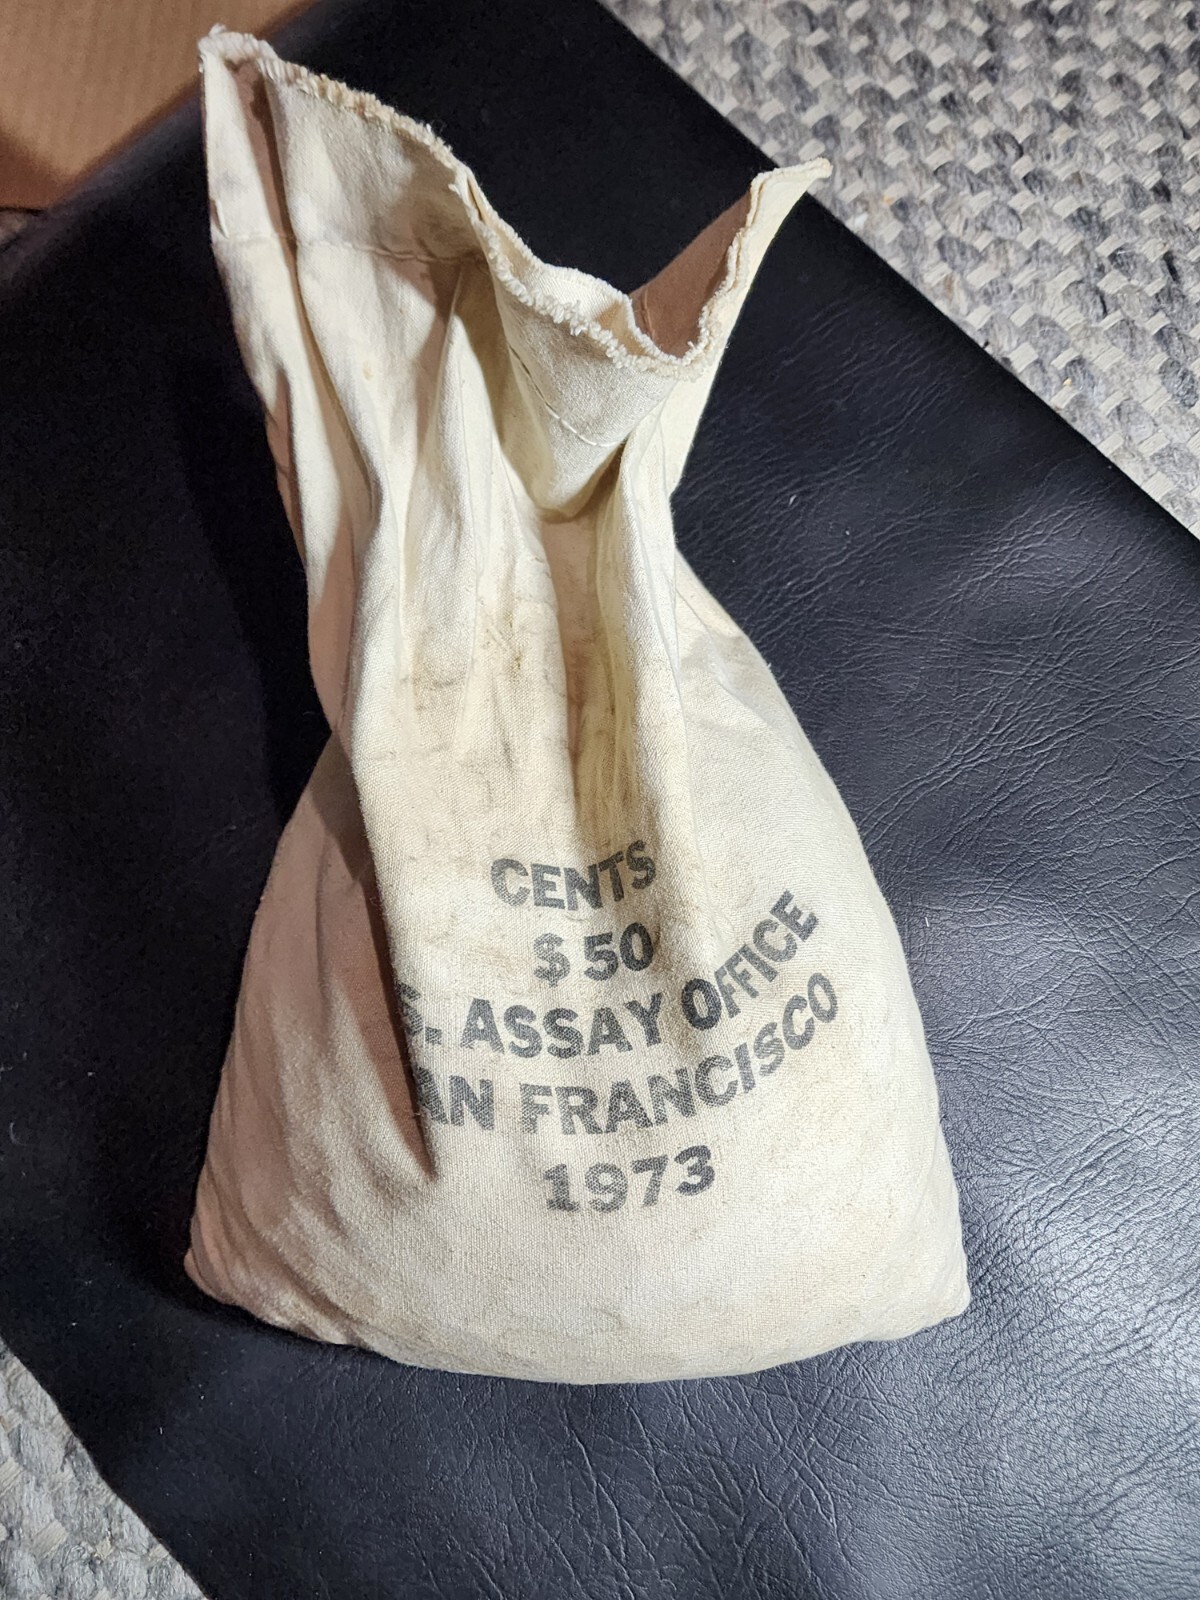 CENTS
$50
S. ASSAY OFFICE
AN FRANCISCO
1973